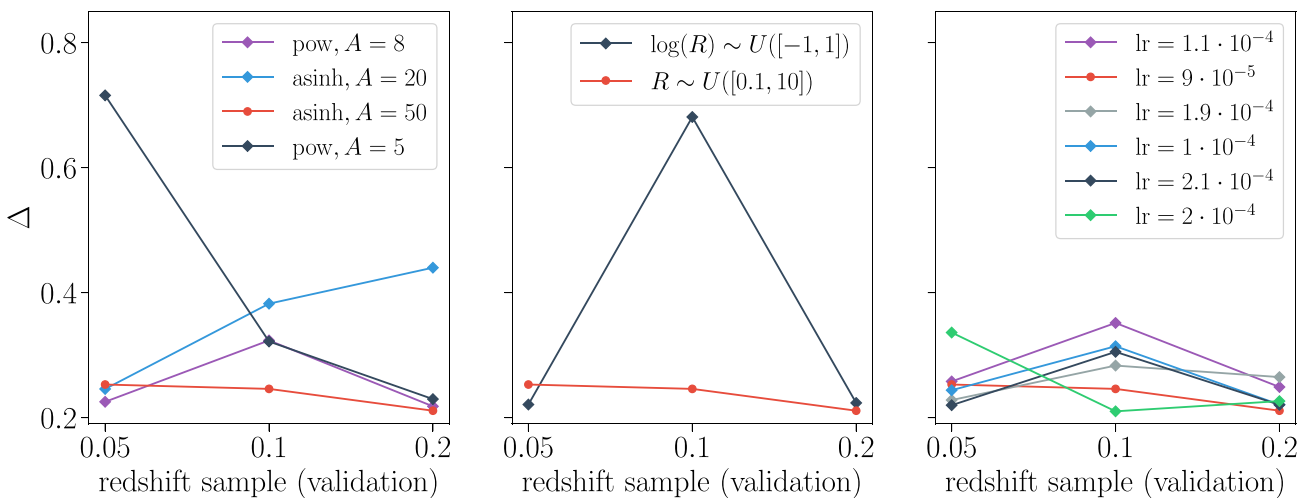 Δ
0.8
0.6
0.4
0.2
pow, A = 8
asinh, A = 20
asinh, A = 50
pow, A = 5
0.05 0.1 0.2
redshift sample (validation)
log(R) ∼ U([−1, 1])
R ∼ U([0.1, 10])
0.05 0.1 0.2
redshift sample (validation)
lr = 1.1 · 10⁻⁴
lr = 9 · 10⁻⁵
lr = 1.9 · 10⁻⁴
lr = 1 · 10⁻⁴
lr = 2.1 · 10⁻⁴
lr = 2 · 10⁻⁴
0.05 0.1 0.2
redshift sample (validation)